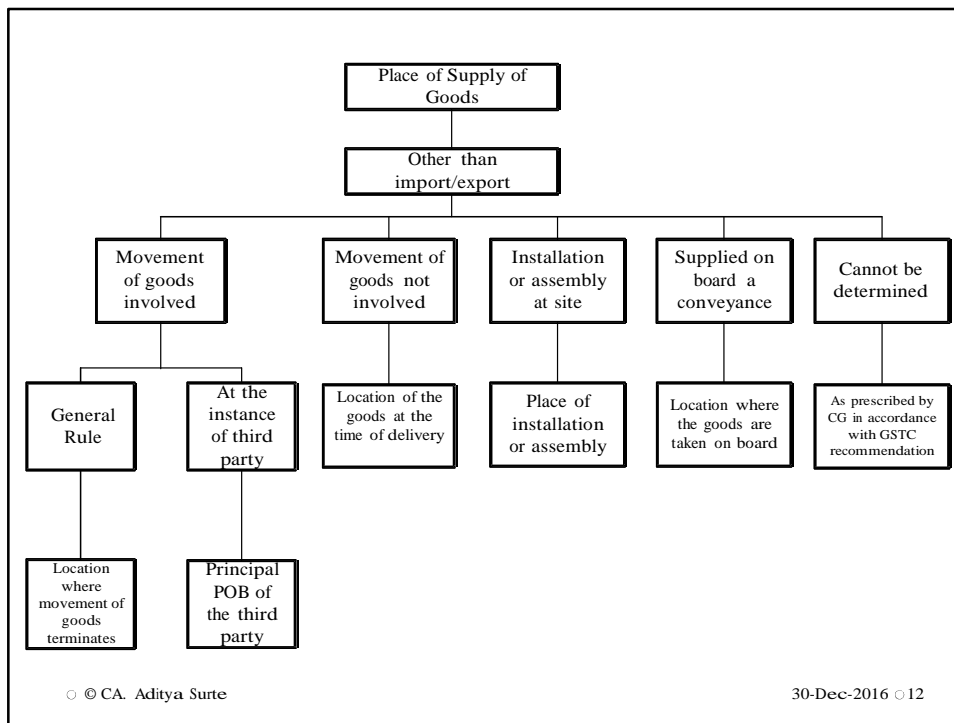 Place of Supply of
Goods
Other than
import/export
Movement
of goods
involved
Movement of
goods not
involved
Installation
or assembly
at site
Supplied on
board a
conveyance
Cannot be
determined
General
Rule
At the
instance
of third
party
Location of the
goods at the
time of delivery
Place of
installation
or assembly
Location where
the goods are
taken on board
As prescribed by
CG in accordance
with GSTC
recommendation
Location
where
movement of
goods
terminates
Principal
POB of
the third
party
© CA. Aditya Surte
30-Dec-2016 12